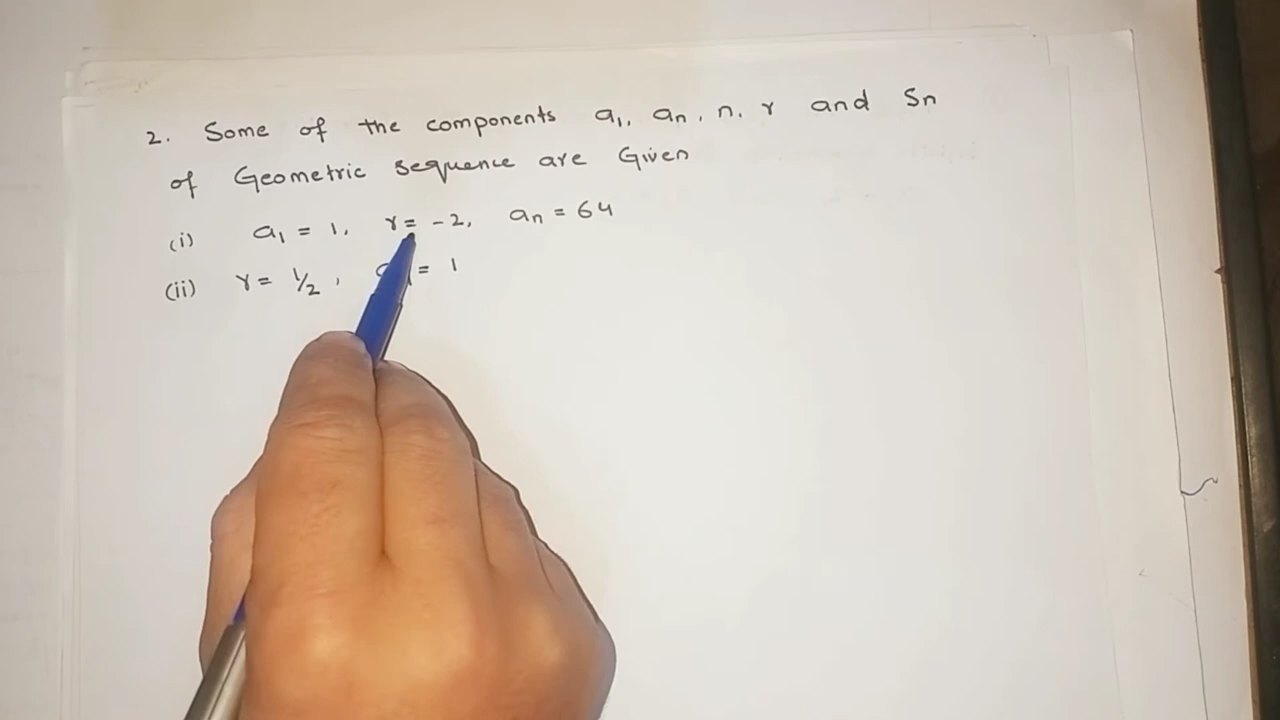 2. Some of the components a₁, aₙ, n, r and Sn
of Geometric sequence are Given
(i) a₁ = 1, r = -2, aₙ = 64
(ii) r = 1/2, = 1